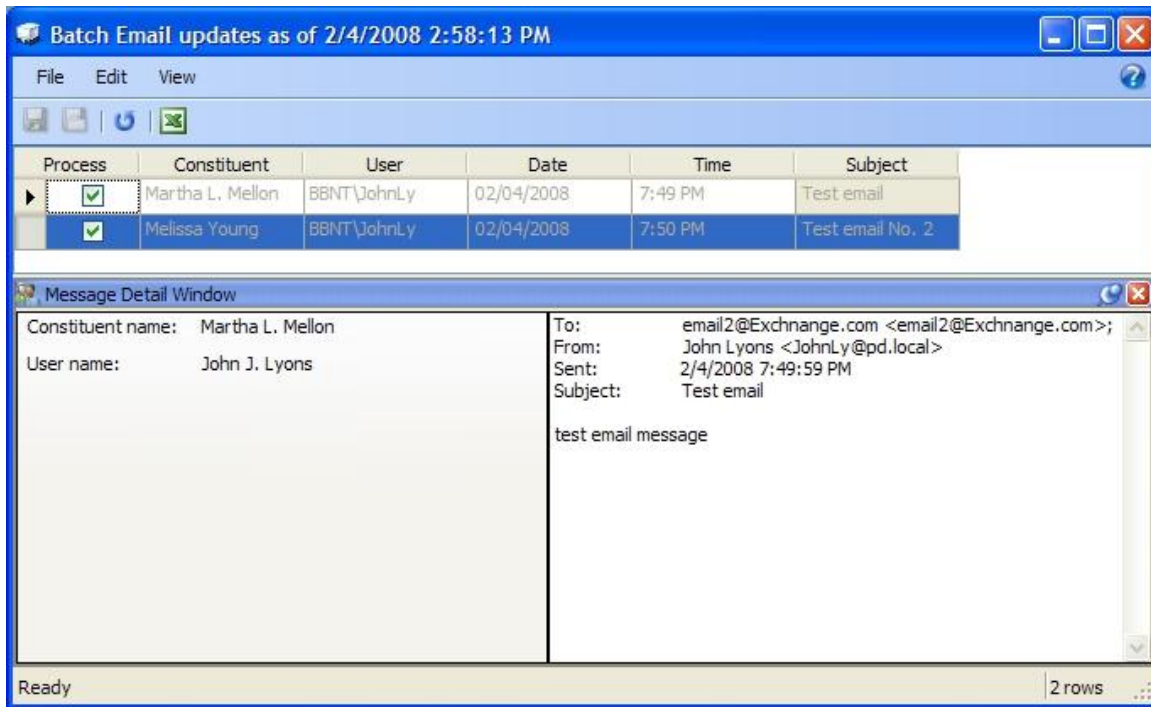 Batch Email updates as of 2/4/2008 2:58:13 PM
File Edit View
Process Constituent User Date Time Subject
Martha L. Mellon BBNT\JohnLy 02/04/2008 7:49 PM Test email
Melissa Young BBNT\JohnLy 02/04/2008 7:50 PM Test email No. 2
Message Detail Window
Constituent name: Martha L. Mellon
User name: John J. Lyons
To: email2@Exchnange.com <email2@Exchnange.com>;
From: John Lyons <JohnLy@pd.local>
Sent: 2/4/2008 7:49:59 PM
Subject: Test email
test email message
Ready 2 rows